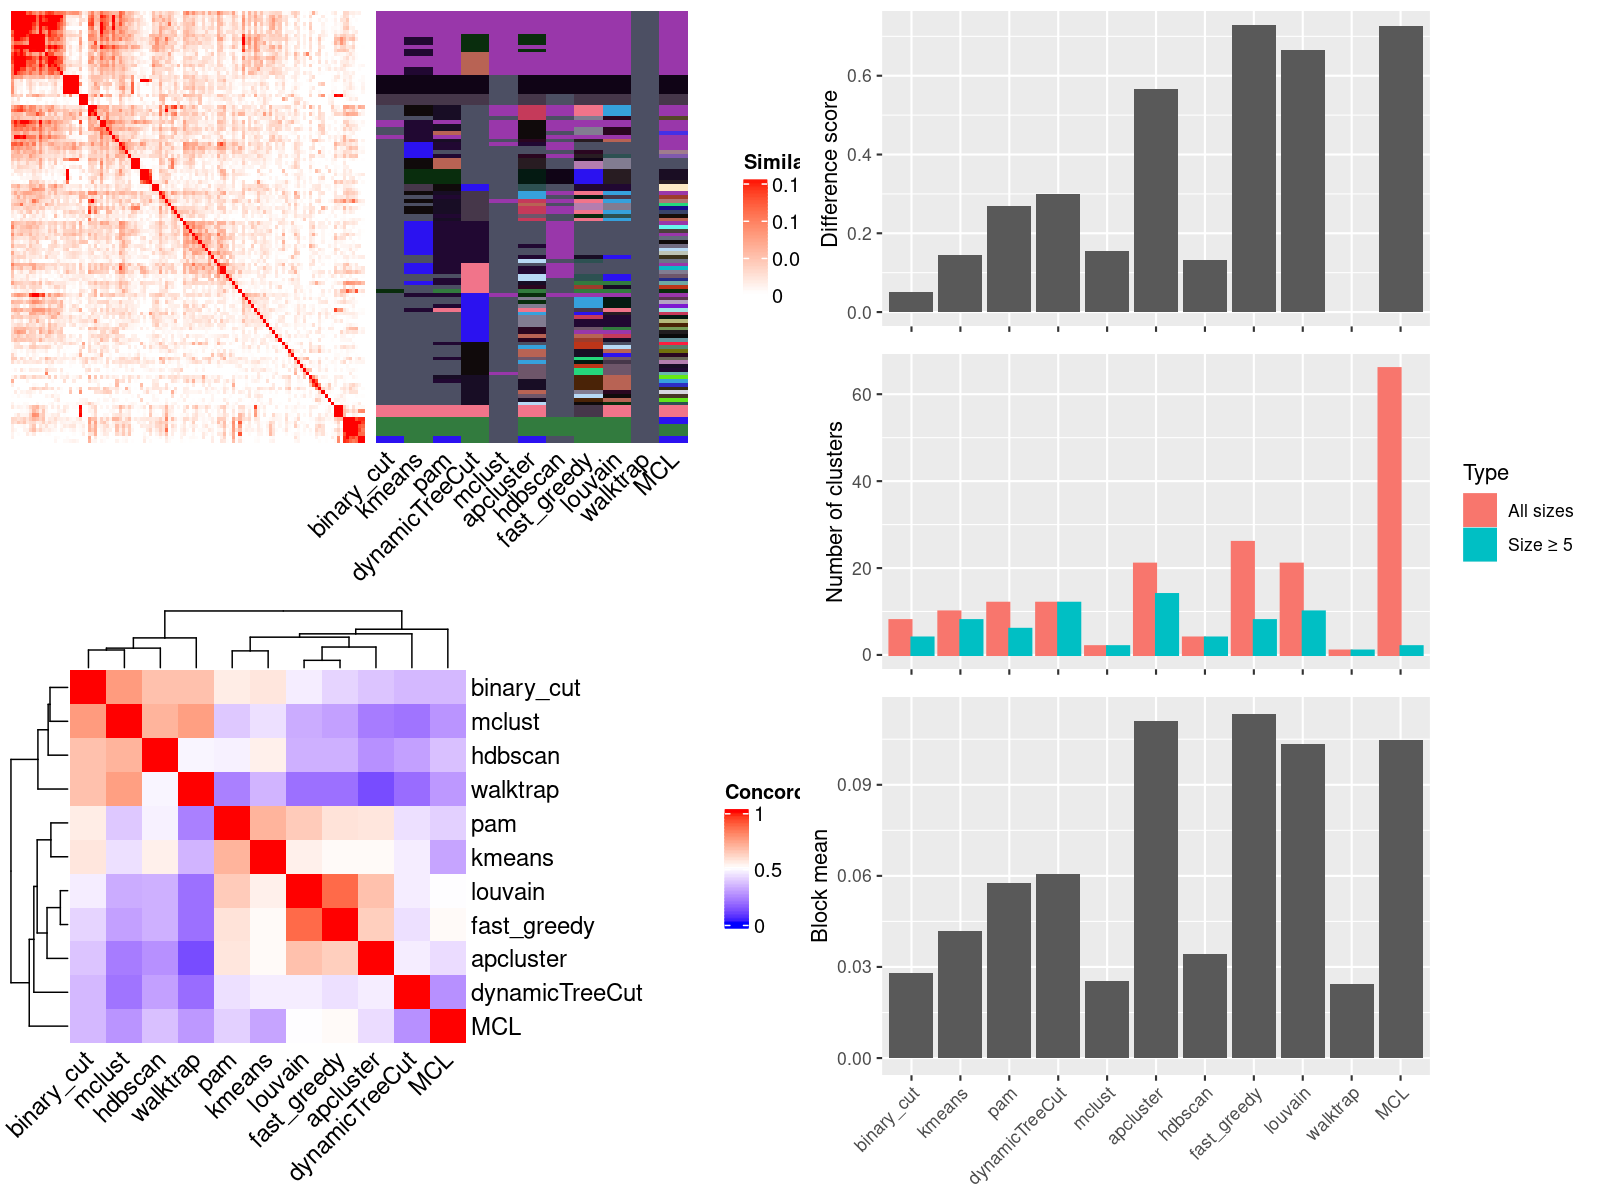 Simila
0.1
0.1
0.0
0
binary_cut
kmeans
pam
dynamicTreeCut
mclust
apcluster
hdbscan
fast_greedy
louvain
walktrap
MCL
binary_cut
mclust
hdbscan
walktrap
pam
kmeans
louvain
fast_greedy
apcluster
dynamicTreeCut
MCL
binary_cut
mclust
hdbscan
walktrap
pam
kmeans
louvain
fast_greedy
apcluster
dynamicTreeCut
MCL
Concord
1
0.5
0
Difference score
0.6
0.4
0.2
0.0
Number of clusters
60
40
20
0
Type
All sizes
Size ≥ 5
Block mean
0.09
0.06
0.03
0.00
binary_cut
kmeans
pam
dynamicTreeCut
mclust
apcluster
hdbscan
fast_greedy
louvain
walktrap
MCL